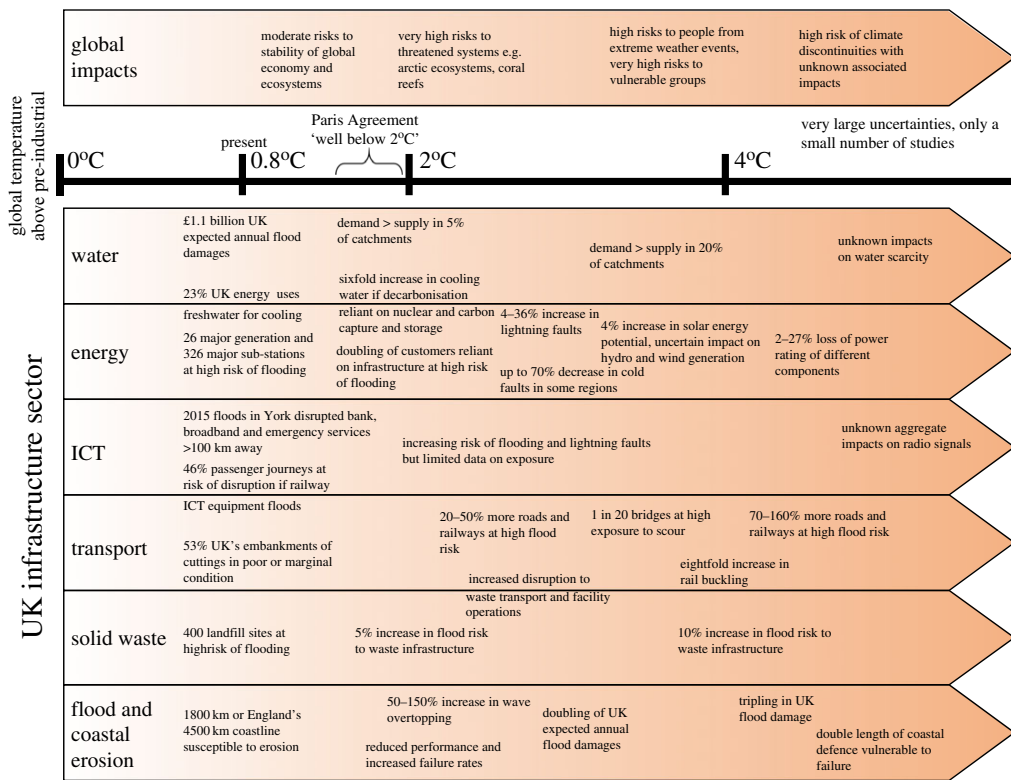 global
impacts
moderate risks to
stability of global
economy and
ecosystems
very high risks to
threatened systems e.g.
arctic ecosystems, coral
reefs
high risks to people from
extreme weather events,
very high risks to
vulnerable groups
high risk of climate
discontinuities with
unknown associated
impacts
global temperature
above pre-industrial
0°C
present
0.8°C
Paris Agreement
‘well below 2°C’
2°C
4°C
very large uncertainties, only a
small number of studies
UK infrastructure sector
water
£1.1 billion UK
expected annual flood
damages
23% UK energy uses
freshwater for cooling
demand > supply in 5%
of catchments
sixfold increase in cooling
water if decarbonisation
reliant on nuclear and carbon
capture and storage
demand > supply in 20%
of catchments
unknown impacts
on water scarcity
energy
26 major generation and
326 major sub-stations
at high risk of flooding
doubling of customers reliant
on infrastructure at high risk
of flooding
4–36% increase in
lightning faults
up to 70% decrease in cold
faults in some regions
4% increase in solar energy
potential, uncertain impact on
hydro and wind generation
2–27% loss of power
rating of different
components
ICT
2015 floods in York disrupted bank,
broadband and emergency services
>100 km away
46% passenger journeys at
risk of disruption if railway
ICT equipment floods
increasing risk of flooding and lightning faults
but limited data on exposure
unknown aggregate
impacts on radio signals
transport
53% UK’s embankments of
cuttings in poor or marginal
condition
20–50% more roads and
railways at high flood
risk
1 in 20 bridges at high
exposure to scour
70–160% more roads and
railways at high flood risk
eightfold increase in
rail buckling
increased disruption to
waste transport and facility
operations
solid waste
400 landfill sites at
highrisk of flooding
5% increase in flood risk
to waste infrastructure
10% increase in flood risk to
waste infrastructure
flood and
coastal
erosion
1800 km or England’s
4500 km coastline
susceptible to erosion
50–150% increase in wave
overtopping
reduced performance and
increased failure rates
doubling of UK
expected annual
flood damages
tripling in UK
flood damage
double length of coastal
defence vulnerable to
failure